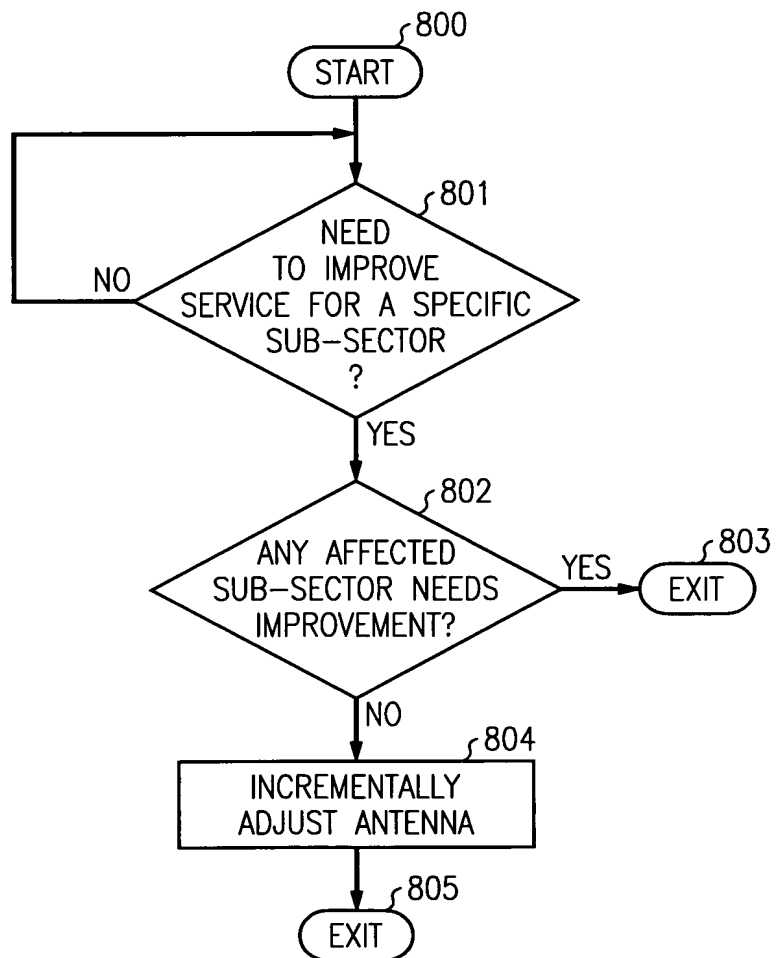 800
START
801
NEED
TO IMPROVE
SERVICE FOR A SPECIFIC
SUB-SECTOR
?
NO
YES
802
ANY AFFECTED
SUB-SECTOR NEEDS
IMPROVEMENT?
YES
803
EXIT
NO
804
INCREMENTALLY
ADJUST ANTENNA
805
EXIT